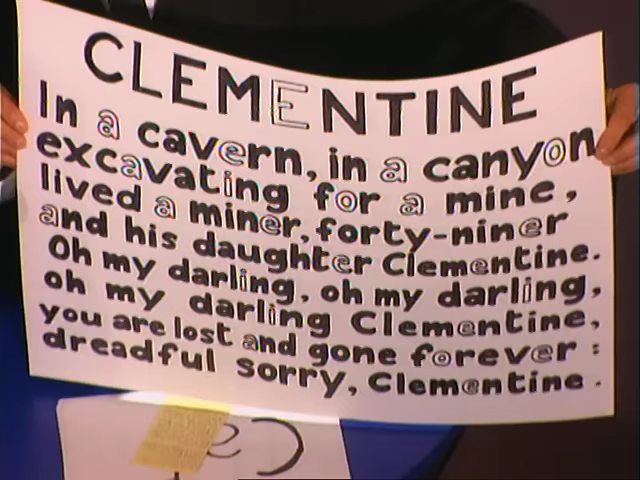 CLEMENTINE
In a cavern, in a canyon
excavating for a mine,
lived a miner, forty-niner
and his daughter Clementine.
Oh my darling, oh my darling,
oh my darling Clementine,
you are lost and gone forever:
dreadful sorry, Clementine.